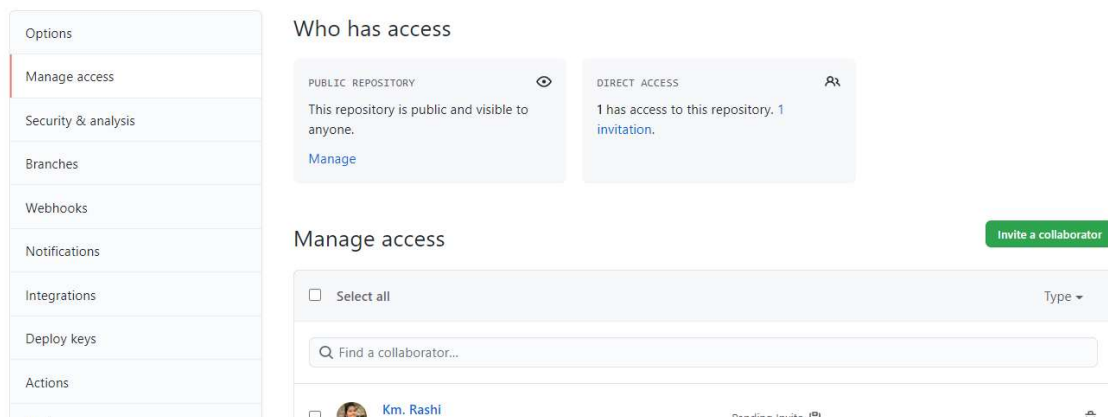 Options
Manage access
Security & analysis
Branches
Webhooks
Notifications
Integrations
Deploy keys
Actions
Who has access
PUBLIC REPOSITORY
This repository is public and visible to
anyone.
Manage
DIRECT ACCESS
1 has access to this repository. 1
invitation.
Manage access
Invite a collaborator
Select all
Type
Find a collaborator...
Km. Rashi
Pending Invite